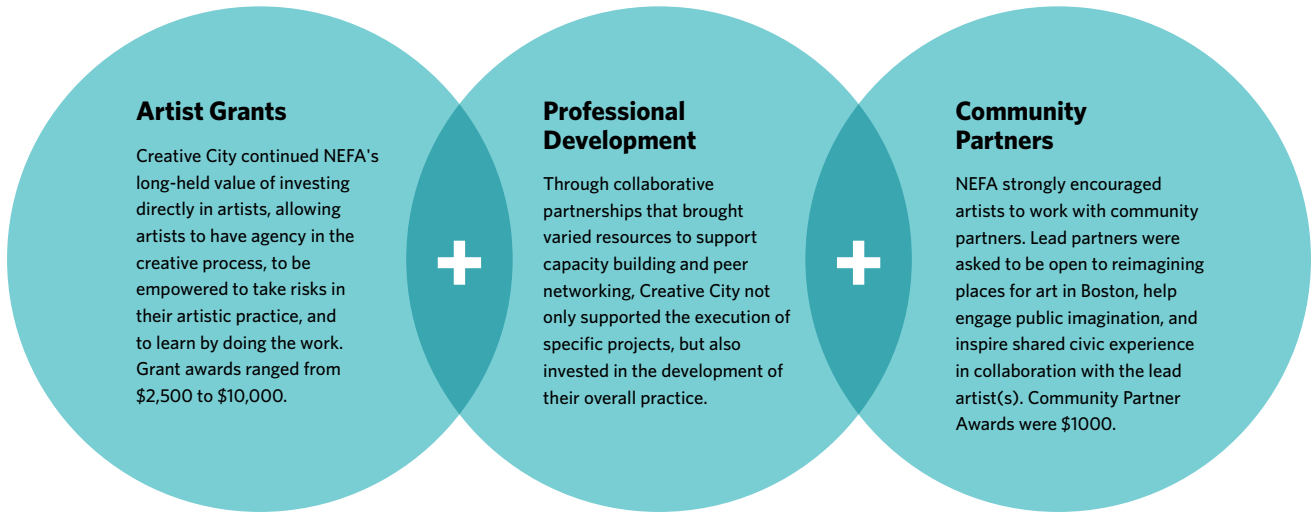 Artist Grants
Creative City continued NEFA's
long-held value of investing
directly in artists, allowing
artists to have agency in the
creative process, to be
empowered to take risks in
their artistic practice, and
to learn by doing the work.
Grant awards ranged from
$2,500 to $10,000.
+
Professional
Development
Through collaborative
partnerships that brought
varied resources to support
capacity building and peer
networking, Creative City not
only supported the execution of
specific projects, but also
invested in the development of
their overall practice.
+
Community
Partners
NEFA strongly encouraged
artists to work with community
partners. Lead partners were
asked to be open to reimagining
places for art in Boston, help
engage public imagination, and
inspire shared civic experience
in collaboration with the lead
artist(s). Community Partner
Awards were $1000.